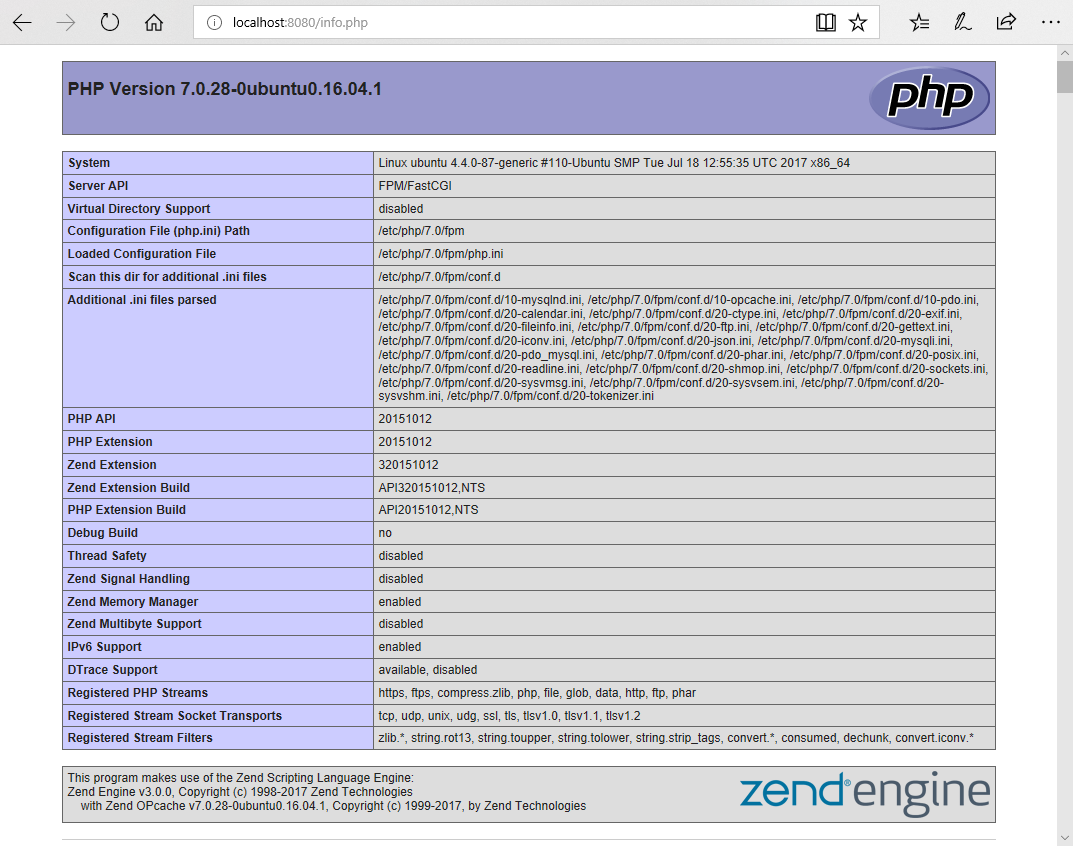 localhost:8080/info.php
PHP Version 7.0.28-0ubuntu0.16.04.1
php
System Linux ubuntu 4.4.0-87-generic #110-Ubuntu SMP Tue Jul 18 12:55:35 UTC 2017 x86_64
Server API FPM/FastCGI
Virtual Directory Support disabled
Configuration File (php.ini) Path /etc/php/7.0/fpm
Loaded Configuration File /etc/php/7.0/fpm/php.ini
Scan this dir for additional .ini files /etc/php/7.0/fpm/conf.d
Additional .ini files parsed /etc/php/7.0/fpm/conf.d/10-mysqlnd.ini, /etc/php/7.0/fpm/conf.d/10-opcache.ini, /etc/php/7.0/fpm/conf.d/10-pdo.ini,
/etc/php/7.0/fpm/conf.d/20-calendar.ini, /etc/php/7.0/fpm/conf.d/20-ctype.ini, /etc/php/7.0/fpm/conf.d/20-exif.ini,
/etc/php/7.0/fpm/conf.d/20-fileinfo.ini, /etc/php/7.0/fpm/conf.d/20-ftp.ini, /etc/php/7.0/fpm/conf.d/20-gettext.ini,
/etc/php/7.0/fpm/conf.d/20-iconv.ini, /etc/php/7.0/fpm/conf.d/20-json.ini, /etc/php/7.0/fpm/conf.d/20-mysqli.ini,
/etc/php/7.0/fpm/conf.d/20-pdo_mysql.ini, /etc/php/7.0/fpm/conf.d/20-phar.ini, /etc/php/7.0/fpm/conf.d/20-posix.ini,
/etc/php/7.0/fpm/conf.d/20-readline.ini, /etc/php/7.0/fpm/conf.d/20-shmop.ini, /etc/php/7.0/fpm/conf.d/20-sockets.ini,
/etc/php/7.0/fpm/conf.d/20-sysvmsg.ini, /etc/php/7.0/fpm/conf.d/20-sysvsem.ini, /etc/php/7.0/fpm/conf.d/20-
sysvshm.ini, /etc/php/7.0/fpm/conf.d/20-tokenizer.ini
PHP API 20151012
PHP Extension 20151012
Zend Extension 320151012
Zend Extension Build API320151012,NTS
PHP Extension Build API20151012,NTS
Debug Build no
Thread Safety disabled
Zend Signal Handling disabled
Zend Memory Manager enabled
Zend Multibyte Support disabled
IPv6 Support enabled
DTrace Support available, disabled
Registered PHP Streams https, ftps, compress.zlib, php, file, glob, data, http, ftp, phar
Registered Stream Socket Transports tcp, udp, unix, udg, ssl, tls, tlsv1.0, tlsv1.1, tlsv1.2
Registered Stream Filters zlib.*, string.rot13, string.toupper, string.tolower, string.strip_tags, convert.*, consumed, dechunk, convert.iconv.*
This program makes use of the Zend Scripting Language Engine:
Zend Engine v3.0.0, Copyright (c) 1998-2017 Zend Technologies
with Zend OPcache v7.0.28-0ubuntu0.16.04.1, Copyright (c) 1999-2017, by Zend Technologies
zend® engine